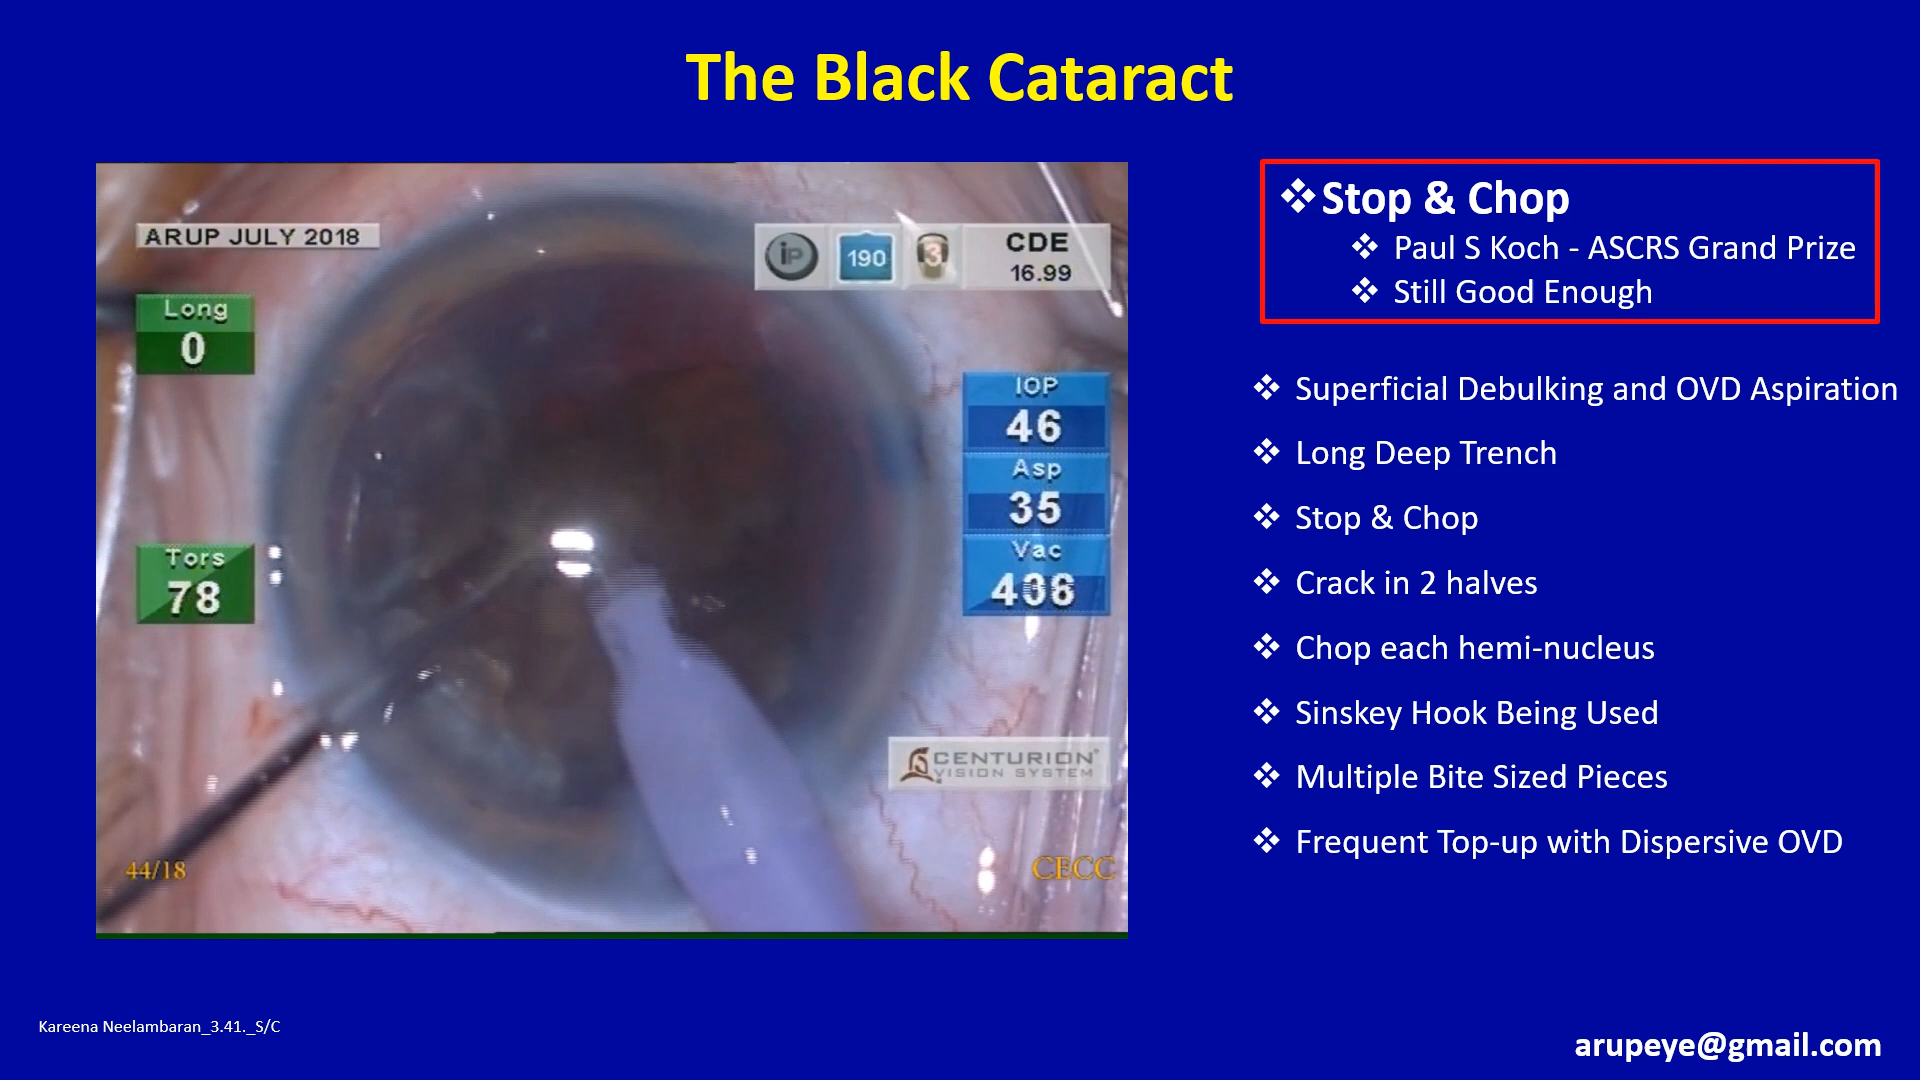 The Black Cataract
ARUP JULY 2018
iP
190
3
CDE
16.99
Long
0
IOP
46
Asp
35
Vac
Tors
78
CENTURION
VISION SYSTEM
44/18
CECC
❖ Stop & Chop
❖ Paul S Koch - ASCRS Grand Prize
❖ Still Good Enough
❖ Superficial Debulking and OVD Aspiration
❖ Long Deep Trench
❖ Stop & Chop
❖ Crack in 2 halves
❖ Chop each hemi-nucleus
❖ Sinskey Hook Being Used
❖ Multiple Bite Sized Pieces
❖ Frequent Top-up with Dispersive OVD
Kareena Neelambaran_3.41._S/C
arupeye@gmail.com